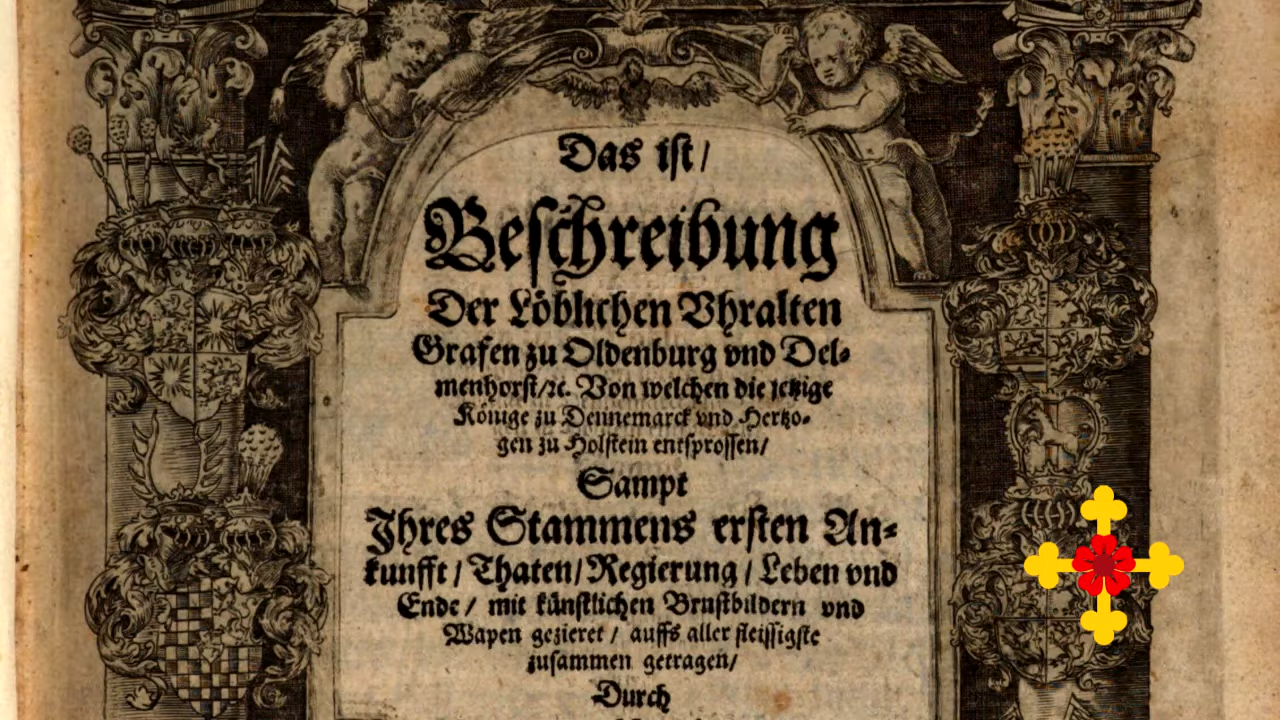 Das ist/
Beschreibung
Der Löblichen Vhralten
Grafen zu Oldenburg vnd Del⸗
menhorst/ꝛc. Von welchen die jetzige
Könige zu Dennemarck vnd Hertzo⸗
gen zu Holstein entsprossen/
Sampt
Jhres Stammens ersten An⸗
kunfft / Thaten/ Regierung / Leben vnd
Ende / mit künstlichen Brustbildern vnd
Wapen gezieret / auffs aller fleissigste
zusammen getragen/
Durch